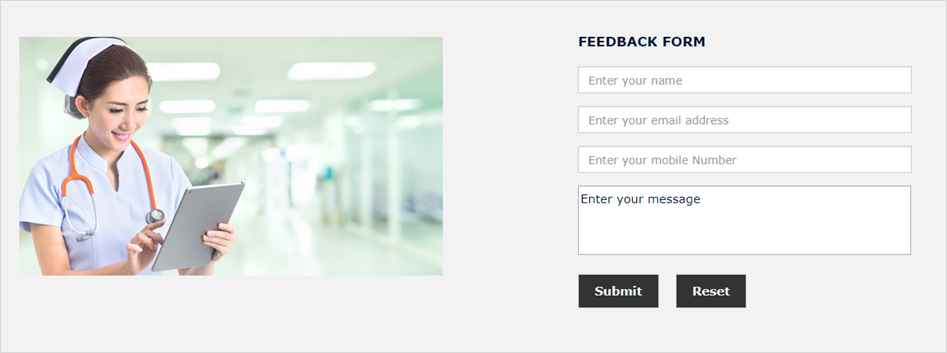 FEEDBACK FORM
Enter your name
Enter your email address
Enter your mobile Number
Enter your message
Submit Reset